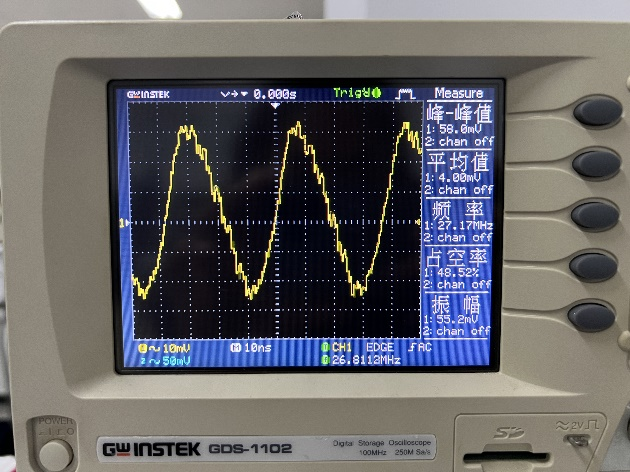 GW INSTEK
0.000s
Trig'd
Measure
峰-峰值
1: 58.0mV
2: chan off
平均值
1: 4.00mV
2: chan off
频率
1: 27.17MHz
2: chan off
占空率
1: 48.52%
2: chan off
振幅
1: 55.2mV
2: chan off
1 10mV
M 10ns
CH1 EDGE AC
2 50mV
26.8112MHz
POWER
GW INSTEK GDS-1102
Digital Storage Oscilloscope
100MHz 250M Sa/s
SD
2V